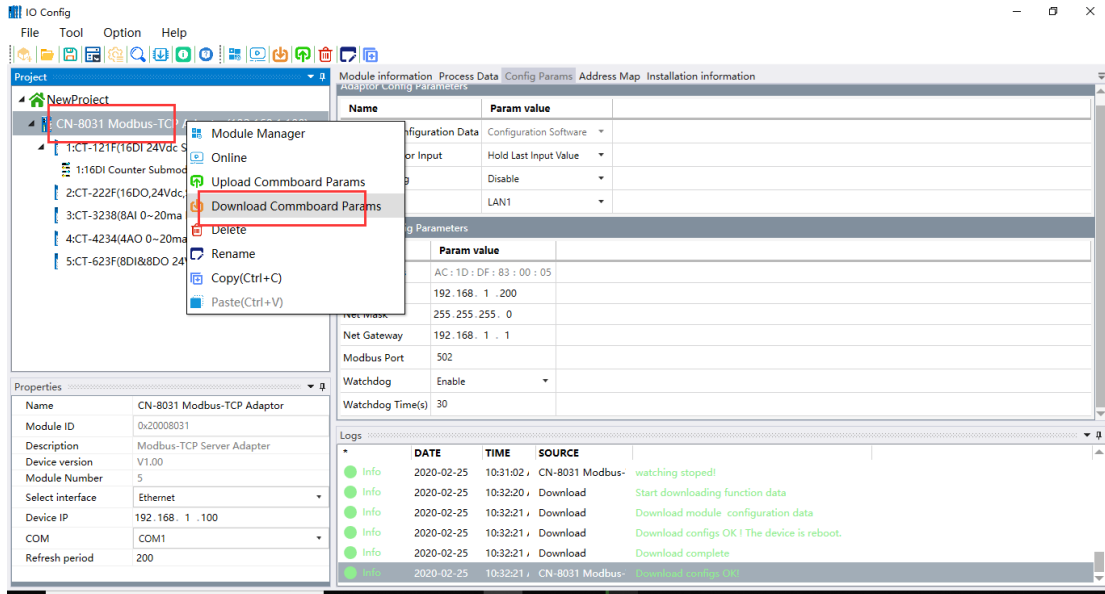 IO Config
File Tool Option Help
Project
NewProject
CN-8031 Modbus-TCP
1:CT-121F(16DI 24Vdc S
1:16DI Counter Submod
2:CT-222F(16DO,24Vdc,
3:CT-3238(8AI 0~20ma
4:CT-4234(4AO 0~20ma
5:CT-623F(8DI&8DO 24
Module Manager
Online
Upload Commboard Params
Download Commboard Params
Delete
Rename
Copy(Ctrl+C)
Paste(Ctrl+V)
Module information Process Data Config Params Address Map Installation information
Adaptor Config Parameters
Name Param value
figuration Data Configuration Software
or Input Hold Last Input Value
g Disable
LAN1
g Parameters
Param value
AC : 1D : DF : 83 : 00 : 05
192 .168 . 1 .200
Net Mask 255 .255 .255 . 0
Net Gateway 192 .168 . 1 . 1
Modbus Port 502
Watchdog Enable
Watchdog Time(s) 30
Properties
Name CN-8031 Modbus-TCP Adaptor
Module ID 0x20008031
Description Modbus-TCP Server Adapter
Device version V1.00
Module Number 5
Select interface Ethernet
Device IP 192 .168 . 1 .100
COM COM1
Refresh period 200
Logs
* DATE TIME SOURCE
Info 2020-02-25 10:31:02 CN-8031 Modbus- watching stoped!
Info 2020-02-25 10:32:20 Download Start downloading function data
Info 2020-02-25 10:32:21 Download Download module configuration data
Info 2020-02-25 10:32:21 Download Download configs OK ! The device is reboot.
Info 2020-02-25 10:32:21 Download Download complete
Info 2020-02-25 10:32:21 CN-8031 Modbus- Download configs OK!